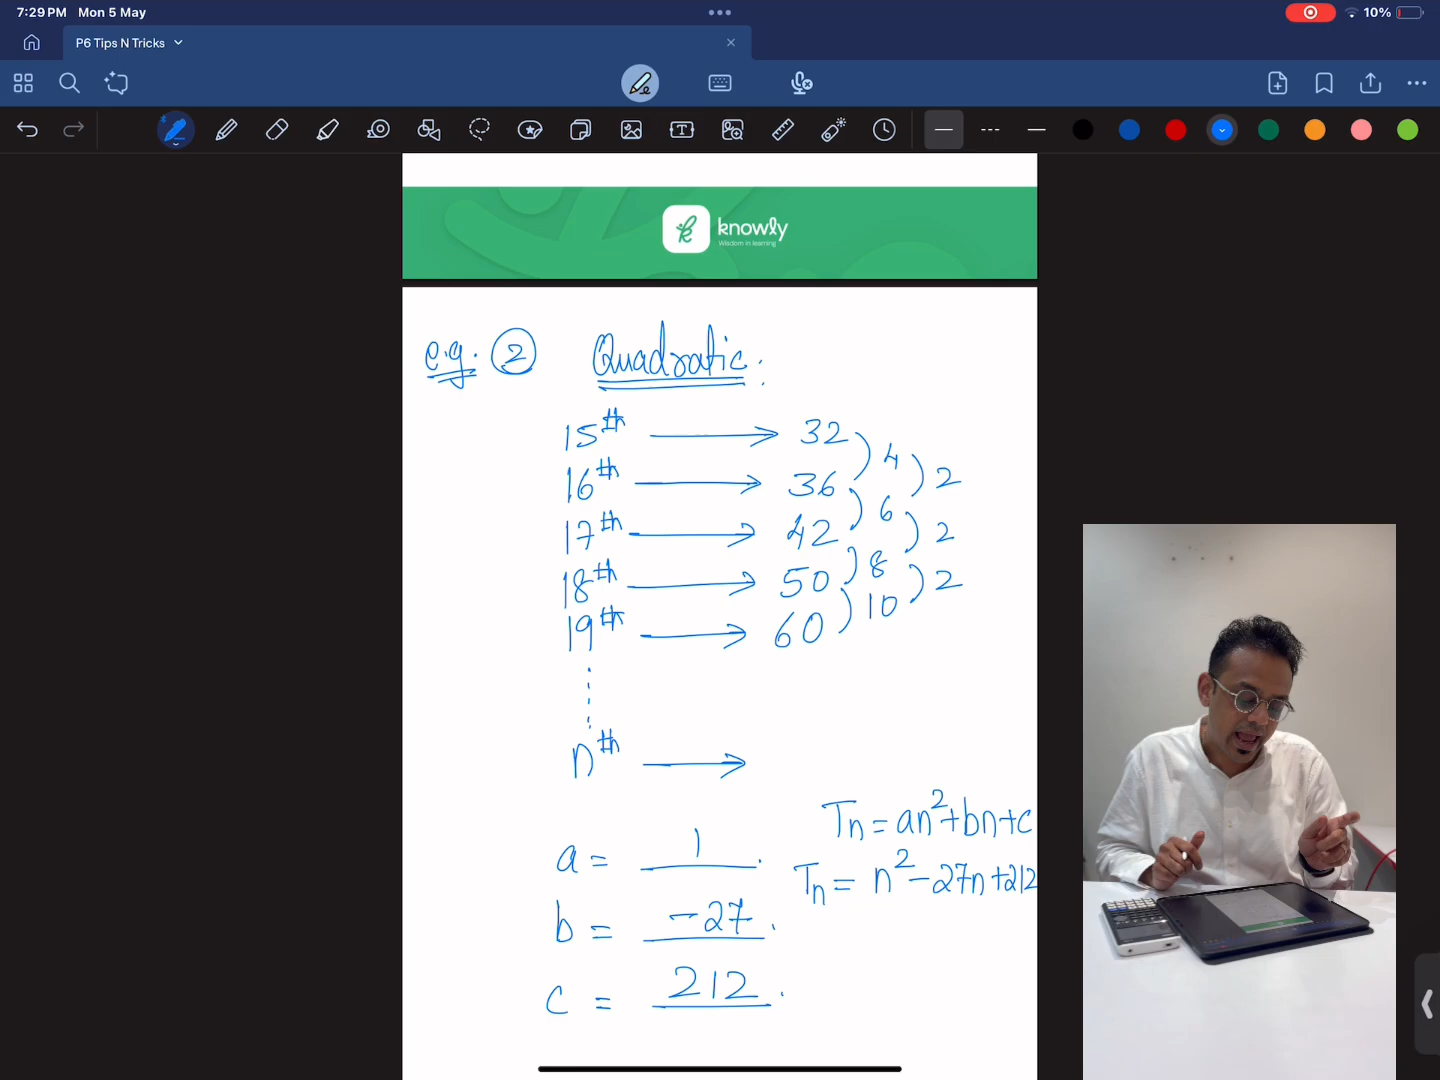 7:29 PM Mon 5 May
10%
P6 Tips N Tricks
knowly
Wisdom in learning
e.g. 2 Quadratic:
15th → 32
4
2
16th → 36
6
2
17th → 42
8
2
18th → 50
10
19th → 60
nth →
Tn = an²+bn+c
a = 1
Tn = n²-27n+212
b = -27
c = 212